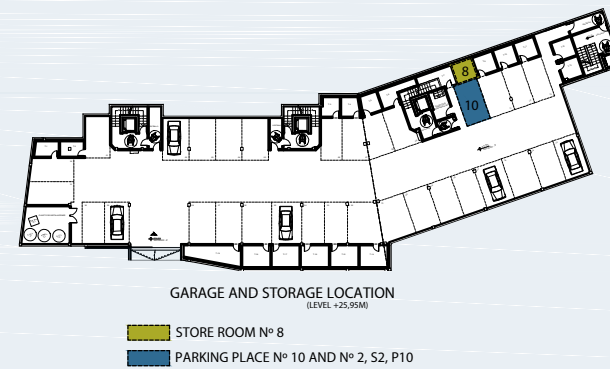 8
10
GARAGE AND STORAGE LOCATION
(LEVEL +25,95M)
STORE ROOM Nº 8
PARKING PLACE Nº 10 AND Nº 2, S2, P10